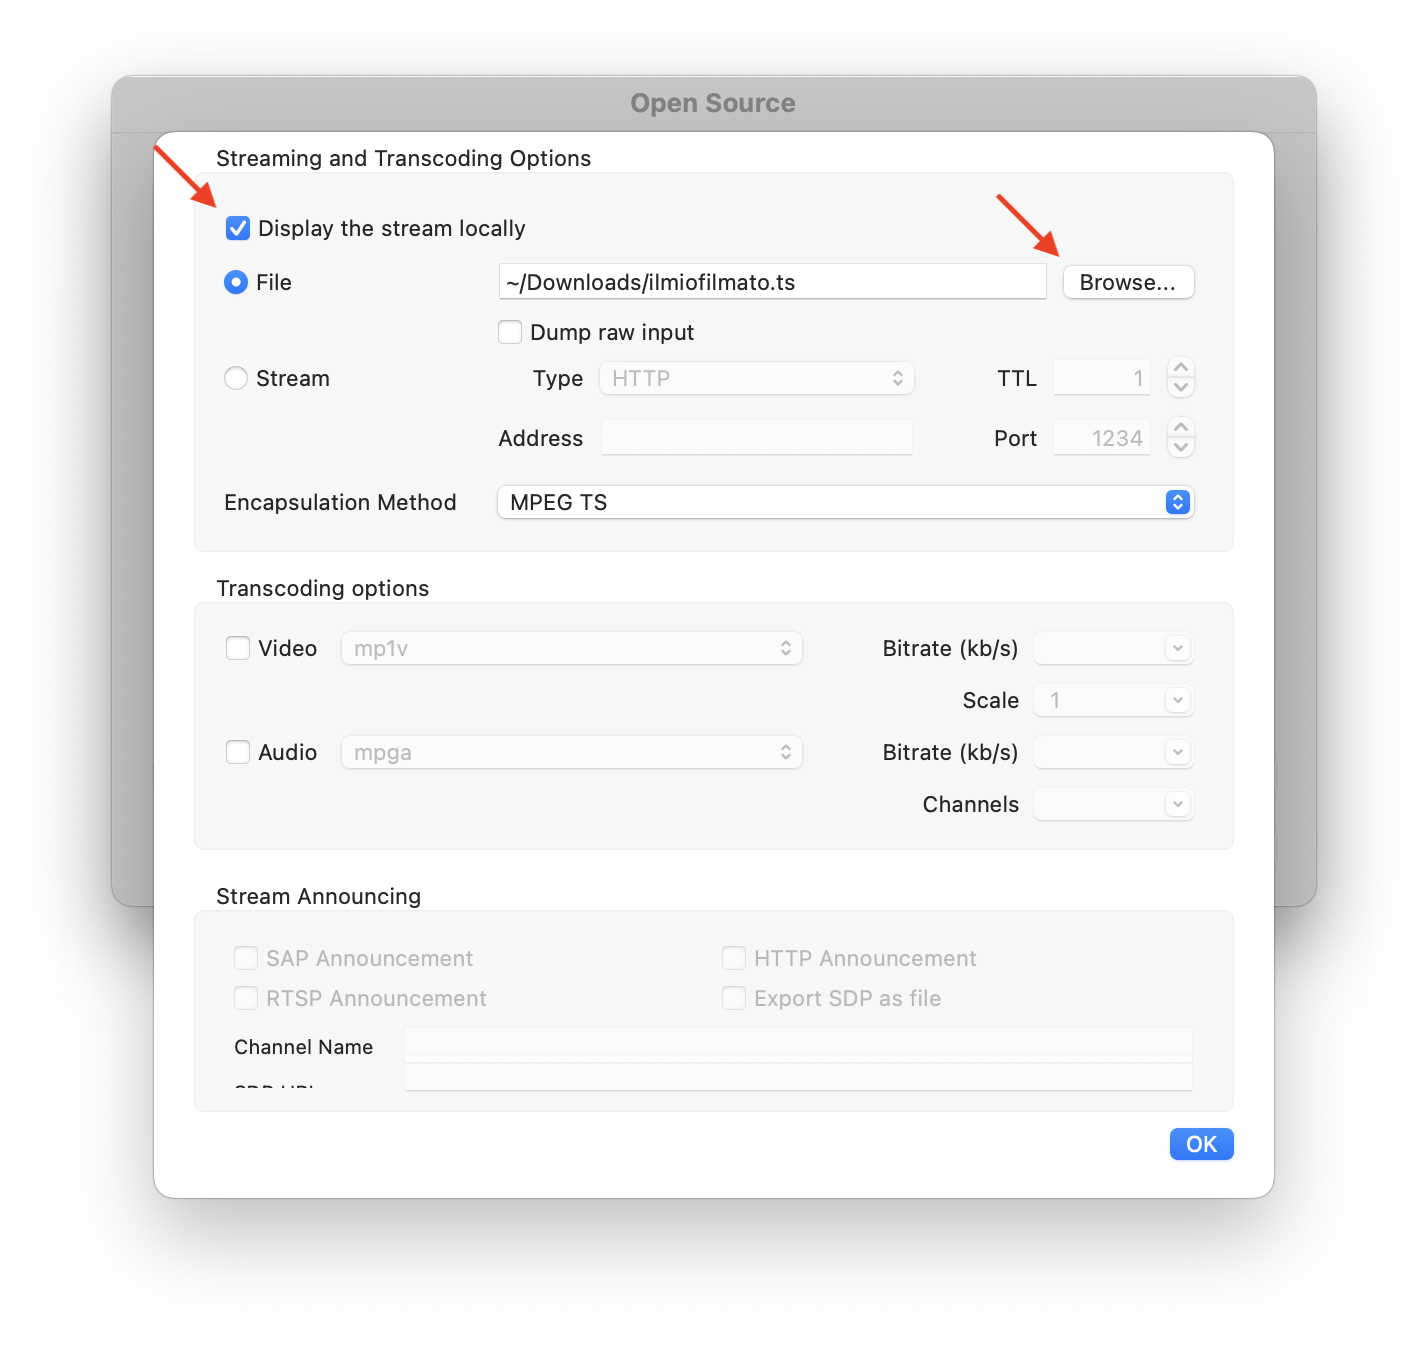 Open Source
Streaming and Transcoding Options
Display the stream locally
File ~/Downloads/ilmiofilmato.ts Browse...
Dump raw input
Stream Type HTTP TTL 1
Address Port 1234
Encapsulation Method MPEG TS
Transcoding options
Video mp1v Bitrate (kb/s)
Scale 1
Audio mpga Bitrate (kb/s)
Channels
Stream Announcing
SAP Announcement HTTP Announcement
RTSP Announcement Export SDP as file
Channel Name
OK